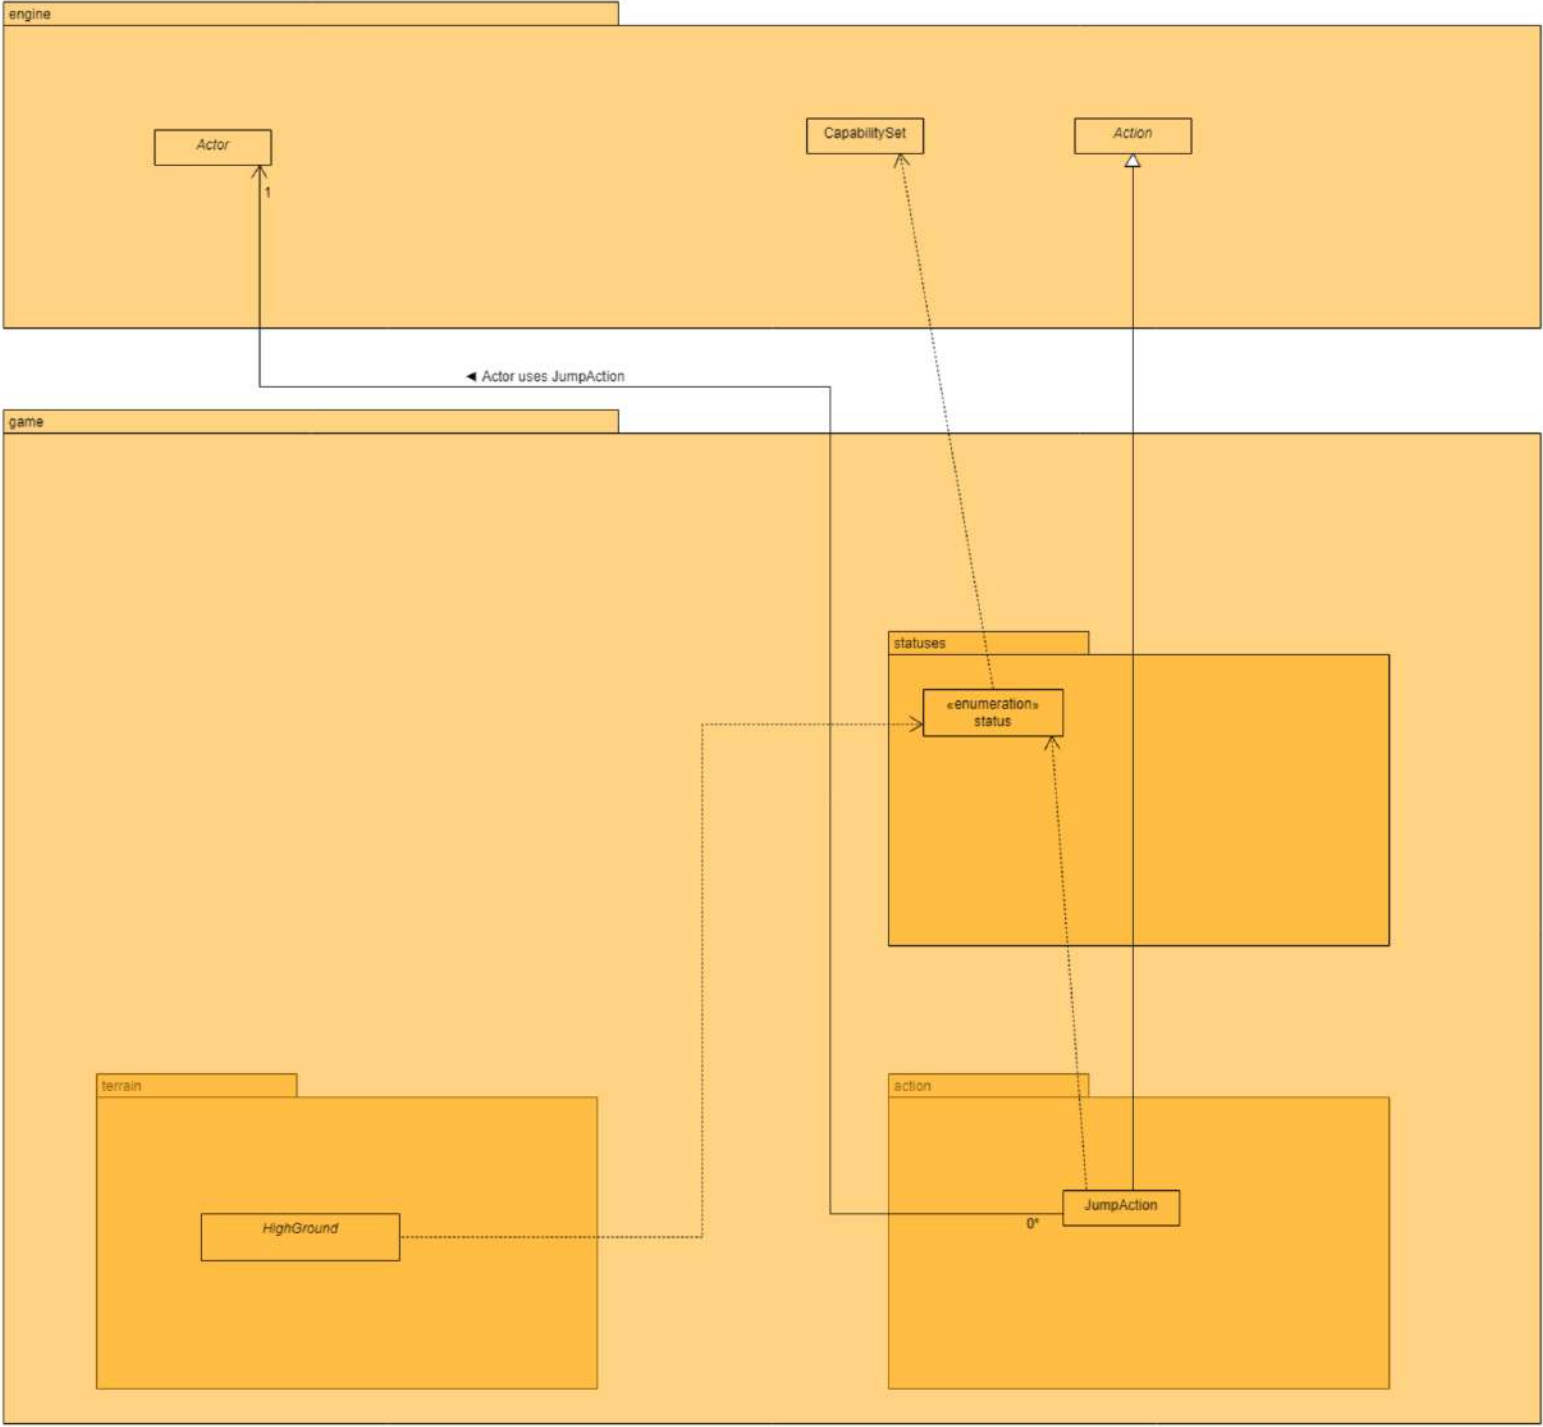 engine
Actor
CapabilitySet
Action
1
◄ Actor uses JumpAction
game
statuses
«enumeration»
status
terrain
action
HighGround
JumpAction
0*